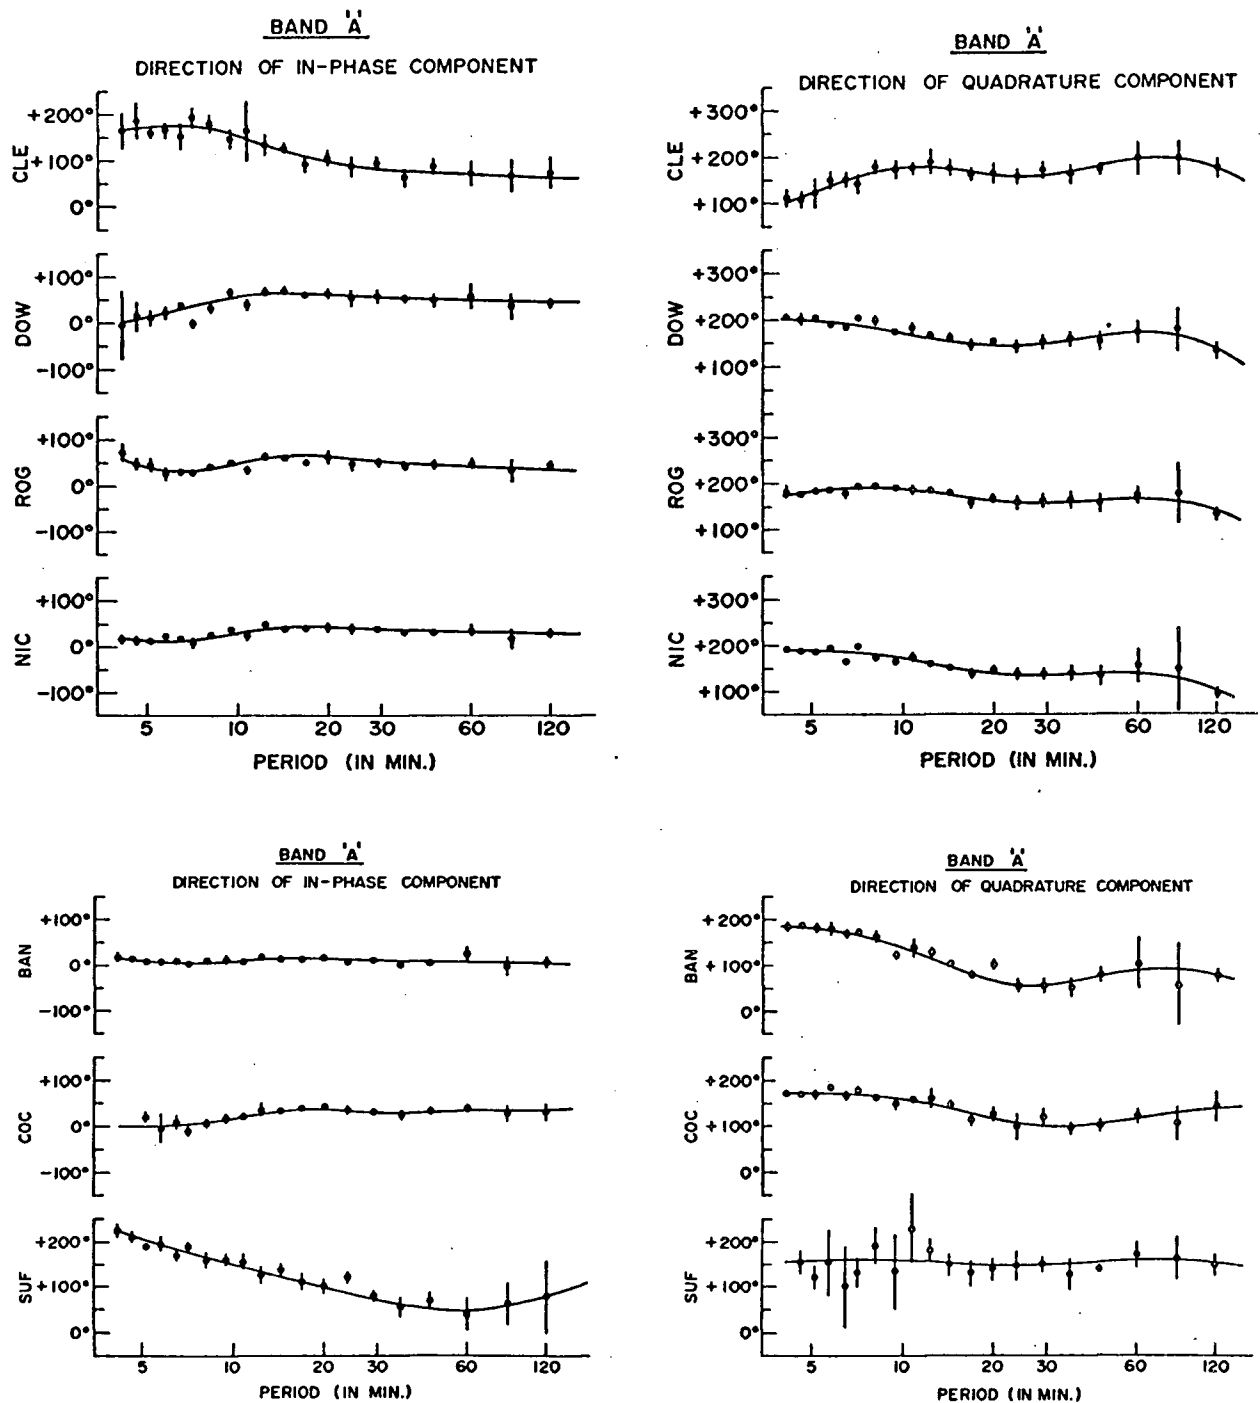 BAND 'A'
DIRECTION OF IN-PHASE COMPONENT
+200°
+100°
0°
CLE
+100°
0°
-100°
DOW
+100°
0°
-100°
ROG
+100°
0°
-100°
NIC
5 10 20 30 60 120
PERIOD (IN MIN.)
BAND 'A'
DIRECTION OF QUADRATURE COMPONENT
+300°
+200°
+100°
CLE
+300°
+200°
+100°
DOW
+300°
+200°
+100°
ROG
+300°
+200°
+100°
NIC
5 10 20 30 60 120
PERIOD (IN MIN.)
BAND 'A'
DIRECTION OF IN-PHASE COMPONENT
+100°
0°
-100°
BAN
+100°
0°
-100°
COC
+200°
+100°
0°
SUF
5 10 20 30 60 120
PERIOD (IN MIN.)
BAND 'A'
DIRECTION OF QUADRATURE COMPONENT
+200°
+100°
0°
BAN
+200°
+100°
0°
COC
+200°
+100°
0°
SUF
5 10 20 30 60 120
PERIOD (IN MIN.)